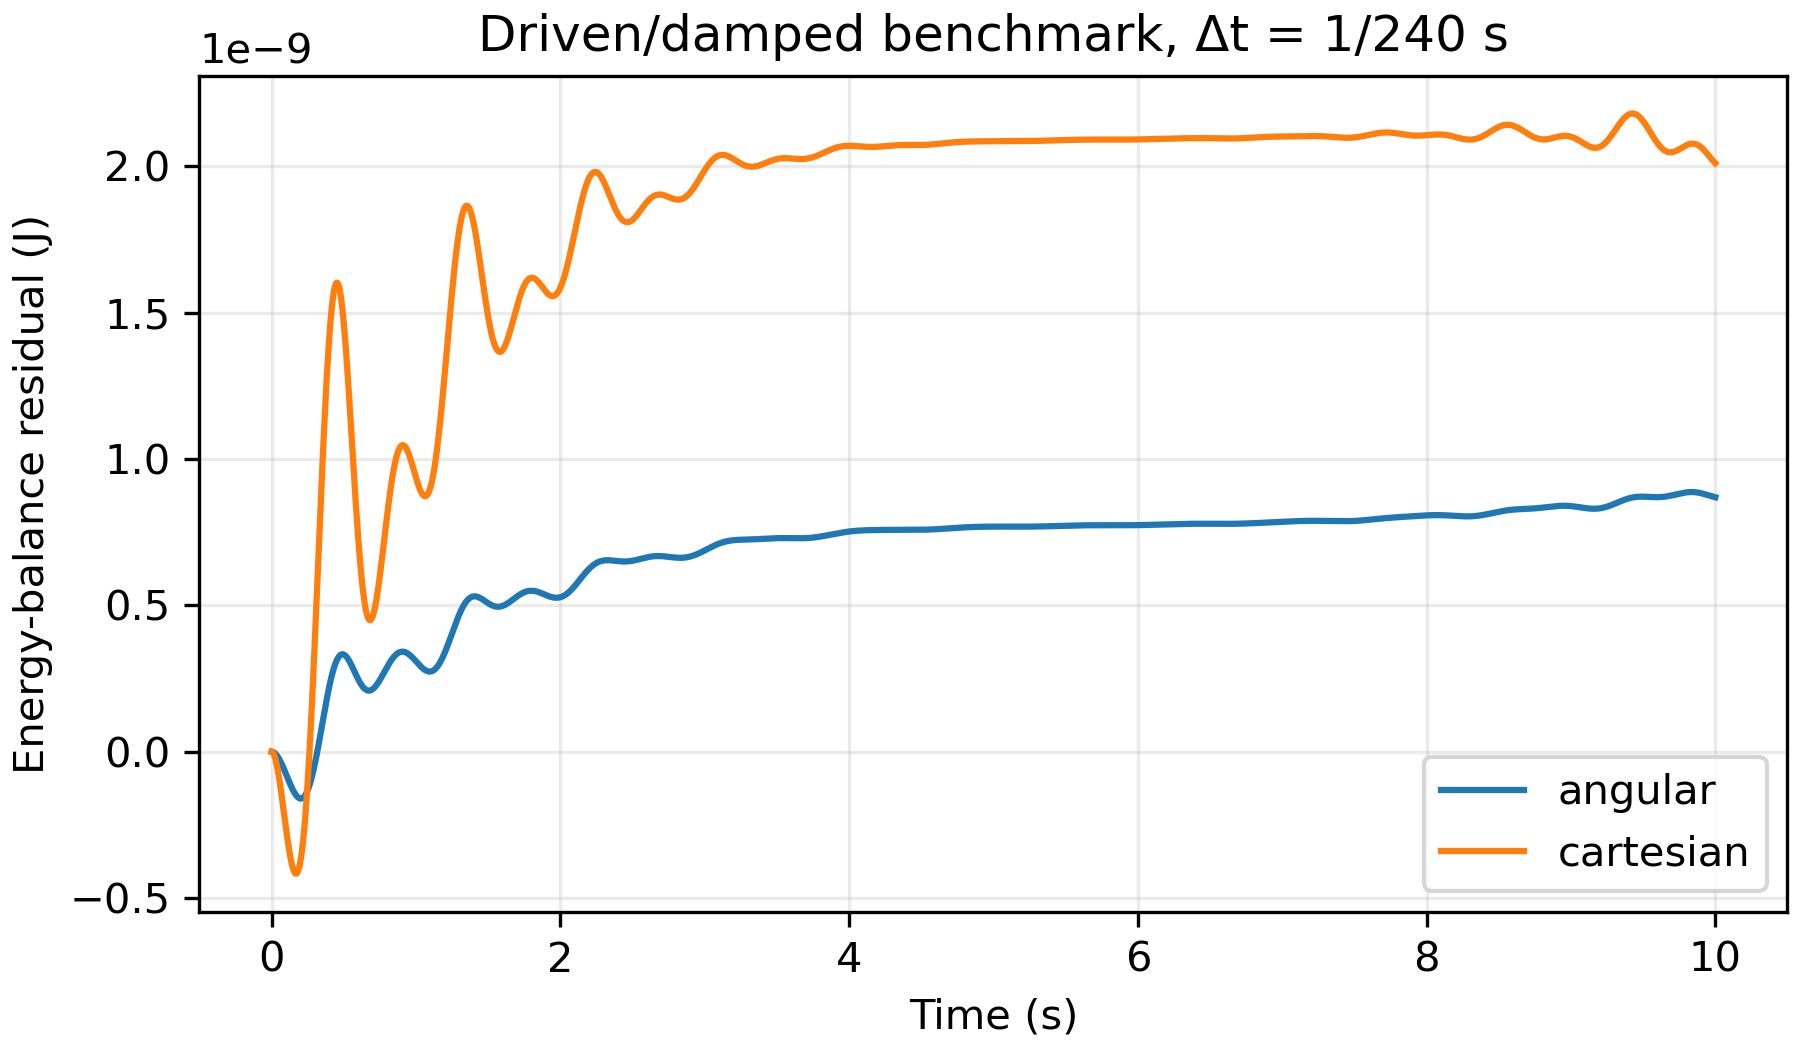 Driven/damped benchmark, Δt = 1/240 s
1e−9
2.0
1.5
1.0
0.5
0.0
−0.5
Energy-balance residual (J)
0 2 4 6 8 10
Time (s)
angular
cartesian